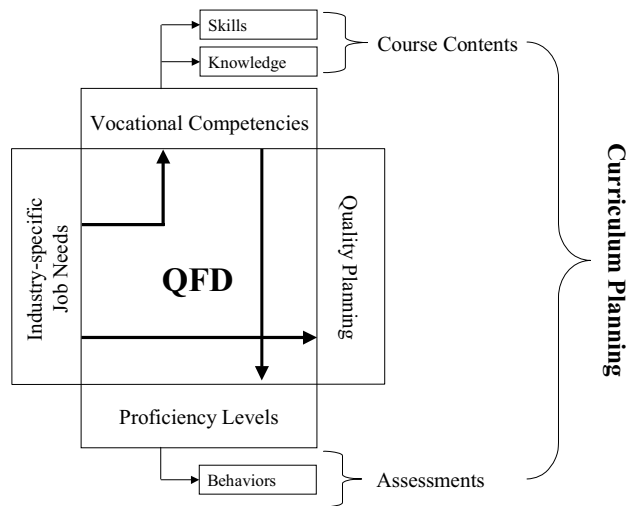 Skills
Knowledge
Course Contents
Vocational Competencies
Industry-specific
Job Needs
QFD
Quality Planning
Curriculum Planning
Proficiency Levels
Behaviors
Assessments